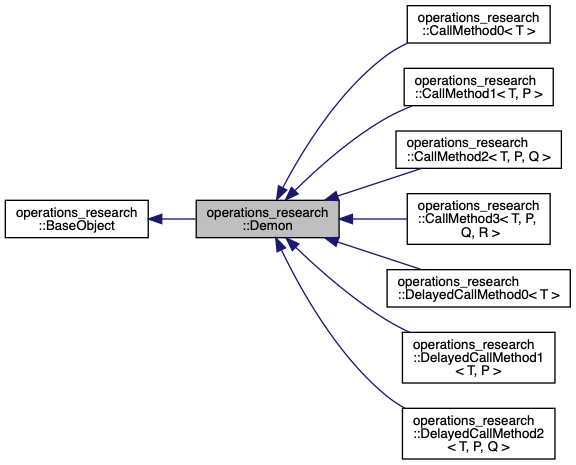 operations_research
::CallMethod0< T >
operations_research
::CallMethod1< T, P >
operations_research
::CallMethod2< T, P, Q >
operations_research
::BaseObject
operations_research
::Demon
operations_research
::CallMethod3< T, P,
Q, R >
operations_research
::DelayedCallMethod0< T >
operations_research
::DelayedCallMethod1
< T, P >
operations_research
::DelayedCallMethod2
< T, P, Q >